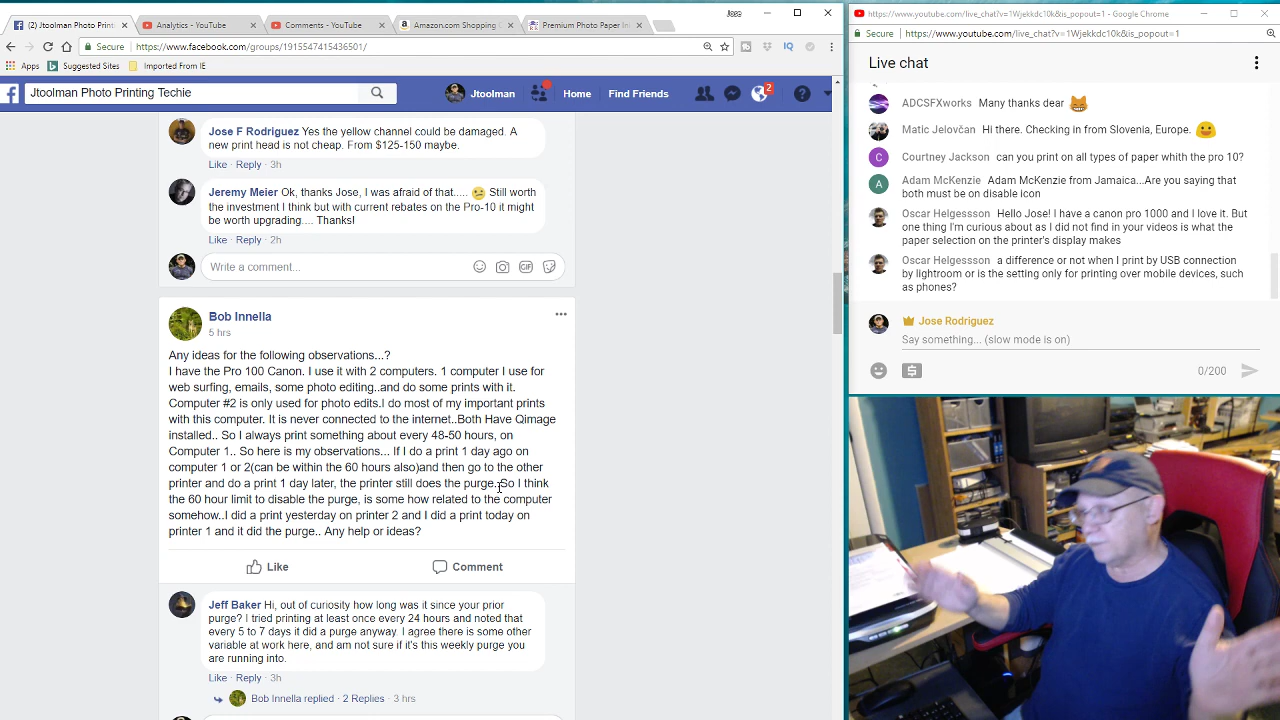 (2) Jtoolman Photo Print
Analytics - YouTube
Comments - YouTube
Amazon.com Shopping C
Premium Photo Paper In
Jose
Secure
https://www.facebook.com/groups/1915547415436501/
Apps
Suggested Sites
Imported From IE
Jtoolman Photo Printing Techie
Jtoolman
Home
Find Friends
2
Jose F Rodriguez Yes the yellow channel could be damaged. A
new print head is not cheap. From $125-150 maybe.
Like · Reply · 3h
Jeremy Meier Ok, thanks Jose, I was afraid of that..... Still worth
the investment I think but with current rebates on the Pro-10 it might
be worth upgrading.... Thanks!
Like · Reply · 2h
Write a comment...
GIF
Bob Innella
5 hrs
Any ideas for the following observations...?
I have the Pro 100 Canon. I use it with 2 computers. 1 computer I use for
web surfing, emails, some photo editing..and do some prints with it.
Computer #2 is only used for photo edits.I do most of my important prints
with this computer. It is never connected to the internet..Both Have Qimage
installed.. So I always print something about every 48-50 hours, on
Computer 1.. So here is my observations... If I do a print 1 day ago on
computer 1 or 2(can be within the 60 hours also)and then go to the other
printer and do a print 1 day later, the printer still does the purge..So I think
the 60 hour limit to disable the purge, is some how related to the computer
somehow..I did a print yesterday on printer 2 and I did a print today on
printer 1 and it did the purge.. Any help or ideas?
Like
Comment
Jeff Baker Hi, out of curiosity how long was it since your prior
purge? I tried printing at least once every 24 hours and noted that
every 5 to 7 days it did a purge anyway. I agree there is some other
variable at work here, and am not sure if it's this weekly purge you
are running into.
Like · Reply · 3h
Bob Innella replied · 2 Replies · 3 hrs
https://www.youtube.com/live_chat?v=1Wjekkdc10k&is_popout=1 - Google Chrome
Secure
https://www.youtube.com/live_chat?v=1Wjekkdc10k&is_popout=1
Live chat
ADCSFXworks Many thanks dear
Matic Jelovčan Hi there. Checking in from Slovenia, Europe.
C
Courtney Jackson can you print on all types of paper whith the pro 10?
A
Adam McKenzie Adam McKenzie from Jamaica...Are you saying that
both must be on disable icon
Oscar Helgessson Hello Jose! I have a canon pro 1000 and I love it. But
one thing I'm curious about as I did not find in your videos is what the
paper selection on the printer's display makes
Oscar Helgessson a difference or not when I print by USB connection
by lightroom or is the setting only for printing over mobile devices, such
as phones?
Jose Rodriguez
Say something... (slow mode is on)
0/200